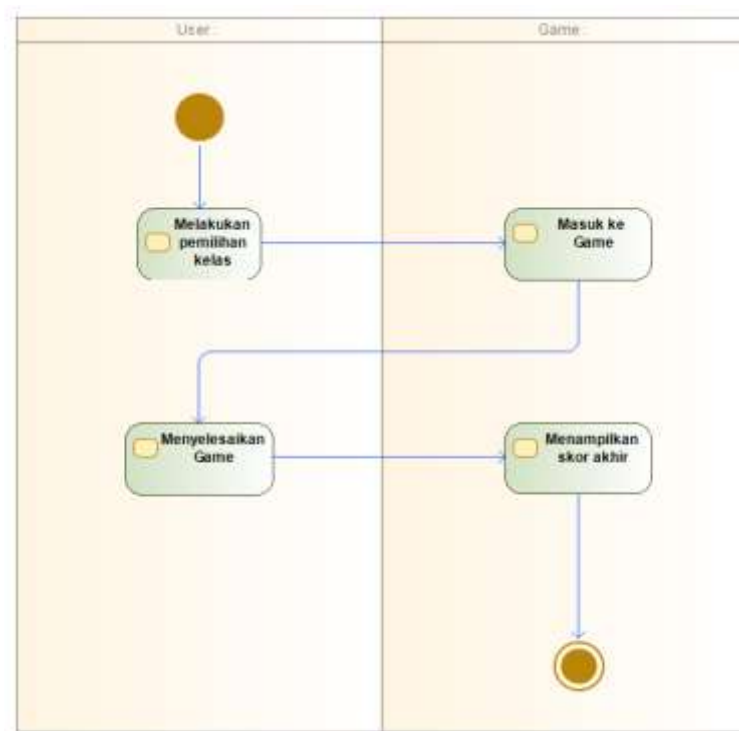 User
Game
Melakukan
pemilihan
kelas
Masuk ke
Game
Menyelesaikan
Game
Menampilkan
skor akhir